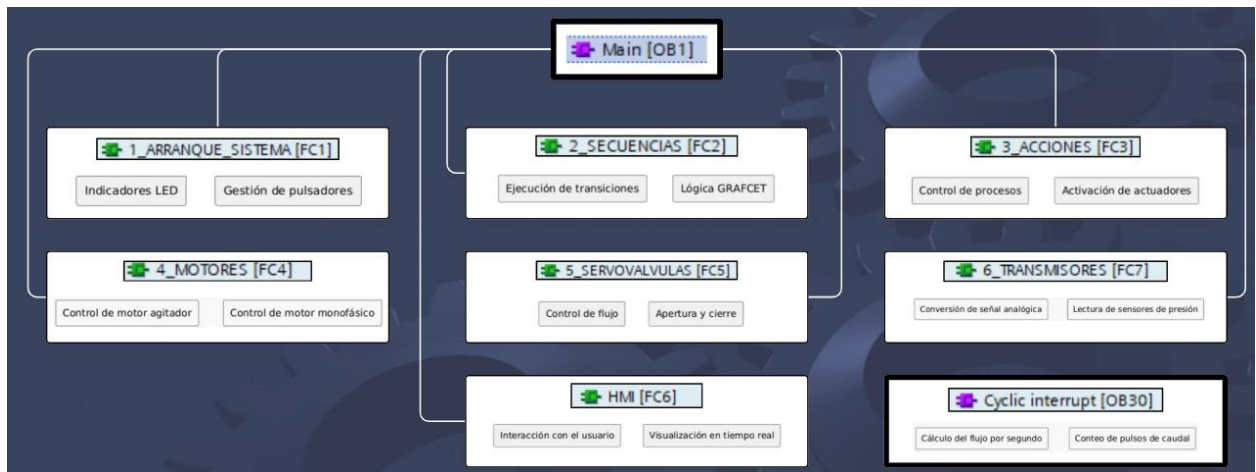 Main [OB1]
1_ARRANQUE_SISTEMA [FC1]
Indicadores LED
Gestión de pulsadores
2_SECUENCIAS [FC2]
Ejecución de transiciones
Lógica GRAFCET
3_ACCIONES [FC3]
Control de procesos
Activación de actuadores
4_MOTORES [FC4]
Control de motor agitador
Control de motor monofásico
5_SERVOVALVULAS [FC5]
Control de flujo
Apertura y cierre
6_TRANSMISORES [FC7]
Conversión de señal analógica
Lectura de sensores de presión
HMI [FC6]
Interacción con el usuario
Visualización en tiempo real
Cyclic interrupt [OB30]
Cálculo del flujo por segundo
Conteo de pulsos de caudal